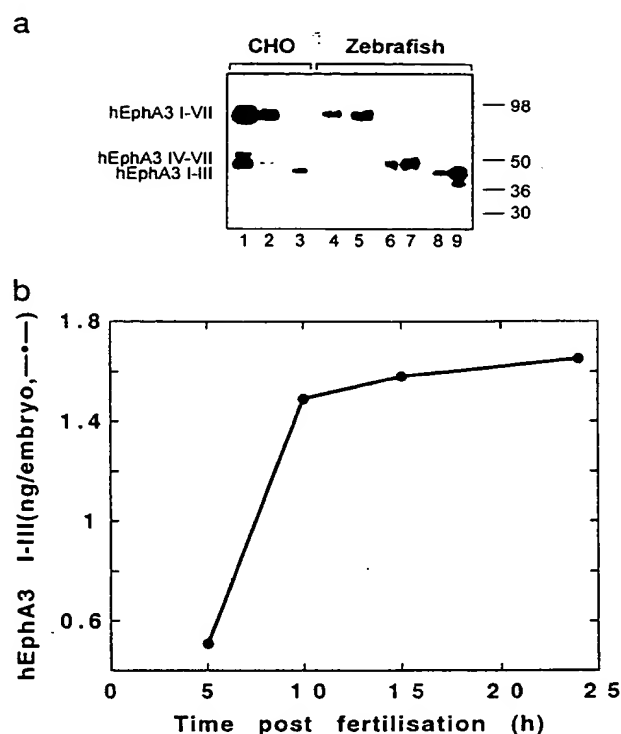 a
CHO Zebrafish
hEphA3 I-VII
98
hEphA3 IV-VII
50
hEphA3 I-III
36
30
1 2 3 4 5 6 7 8 9
b
1.8
1.4
1
0.6
hEphA3 I-III(ng/embryo,—•—)
0 5 10 15 20 25
Time post fertilisation (h)